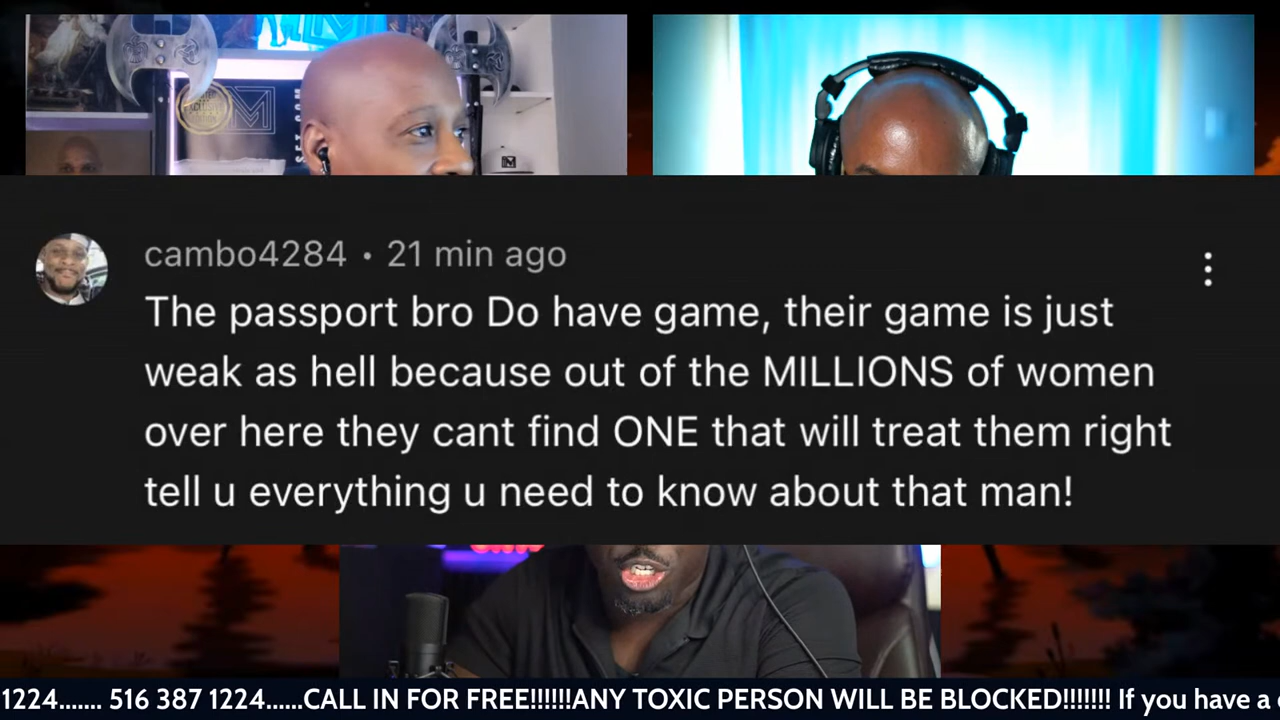 cambo4284 • 21 min ago
The passport bro Do have game, their game is just
weak as hell because out of the MILLIONS of women
over here they cant find ONE that will treat them right
tell u everything u need to know about that man!
1224....... 516 387 1224......CALL IN FOR FREE!!!!!!ANY TOXIC PERSON WILL BE BLOCKED!!!!!!! If you have a